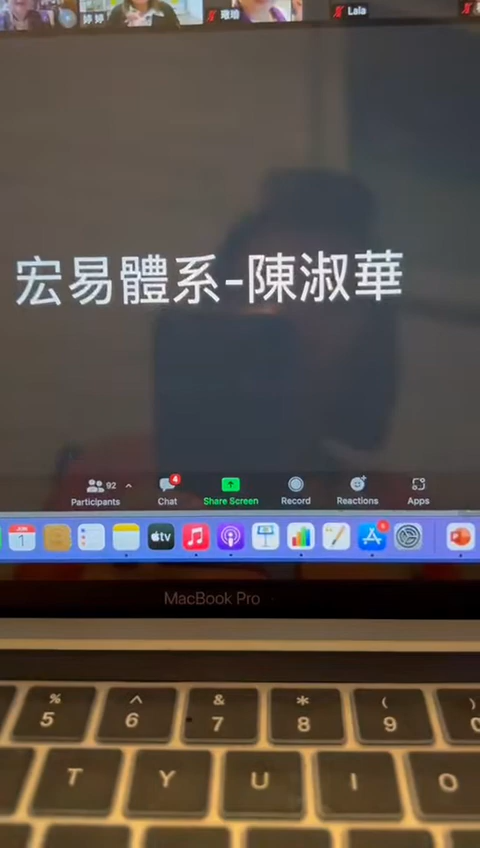 婷婷
Lala
宏易體系-陳淑華
92
4
Participants
Chat
Share Screen
Record
Reactions
Apps
JUN
1
tv
MacBook Pro
% ^ & * ( )
5 6 7 8 9
T Y U I O